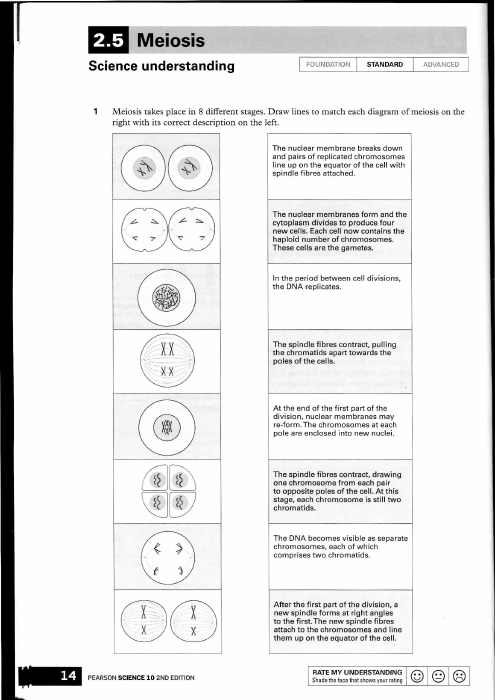 2.5 Meiosis
Science understanding
FOUNDATION STANDARD ADVANCED
1 Meiosis takes place in 8 different stages. Draw lines to match each diagram of meiosis on the
right with its correct description on the left.
The nuclear membrane breaks down
and pairs of replicated chromosomes
line up on the equator of the cell with
spindle fibres attached.
The nuclear membranes form and the
cytoplasm divides to produce four
new cells. Each cell now contains the
haploid number of chromosomes.
These cells are the gametes.
In the period between cell divisions,
the DNA replicates.
The spindle fibres contract, pulling
the chromatids apart towards the
poles of the cells.
At the end of the first part of the
division, nuclear membranes may
re-form. The chromosomes at each
pole are enclosed into new nuclei.
The spindle fibres contract, drawing
one chromosome from each pair
to opposite poles of the cell. At this
stage, each chromosome is still two
chromatids.
The DNA becomes visible as separate
chromosomes, each of which
comprises two chromatids.
After the first part of the division, a
new spindle forms at right angles
to the first. The new spindle fibres
attach to the chromosomes and line
them up on the equator of the cell.
14 PEARSON SCIENCE 10 2ND EDITION
RATE MY UNDERSTANDING
Shade the face that shows your rating